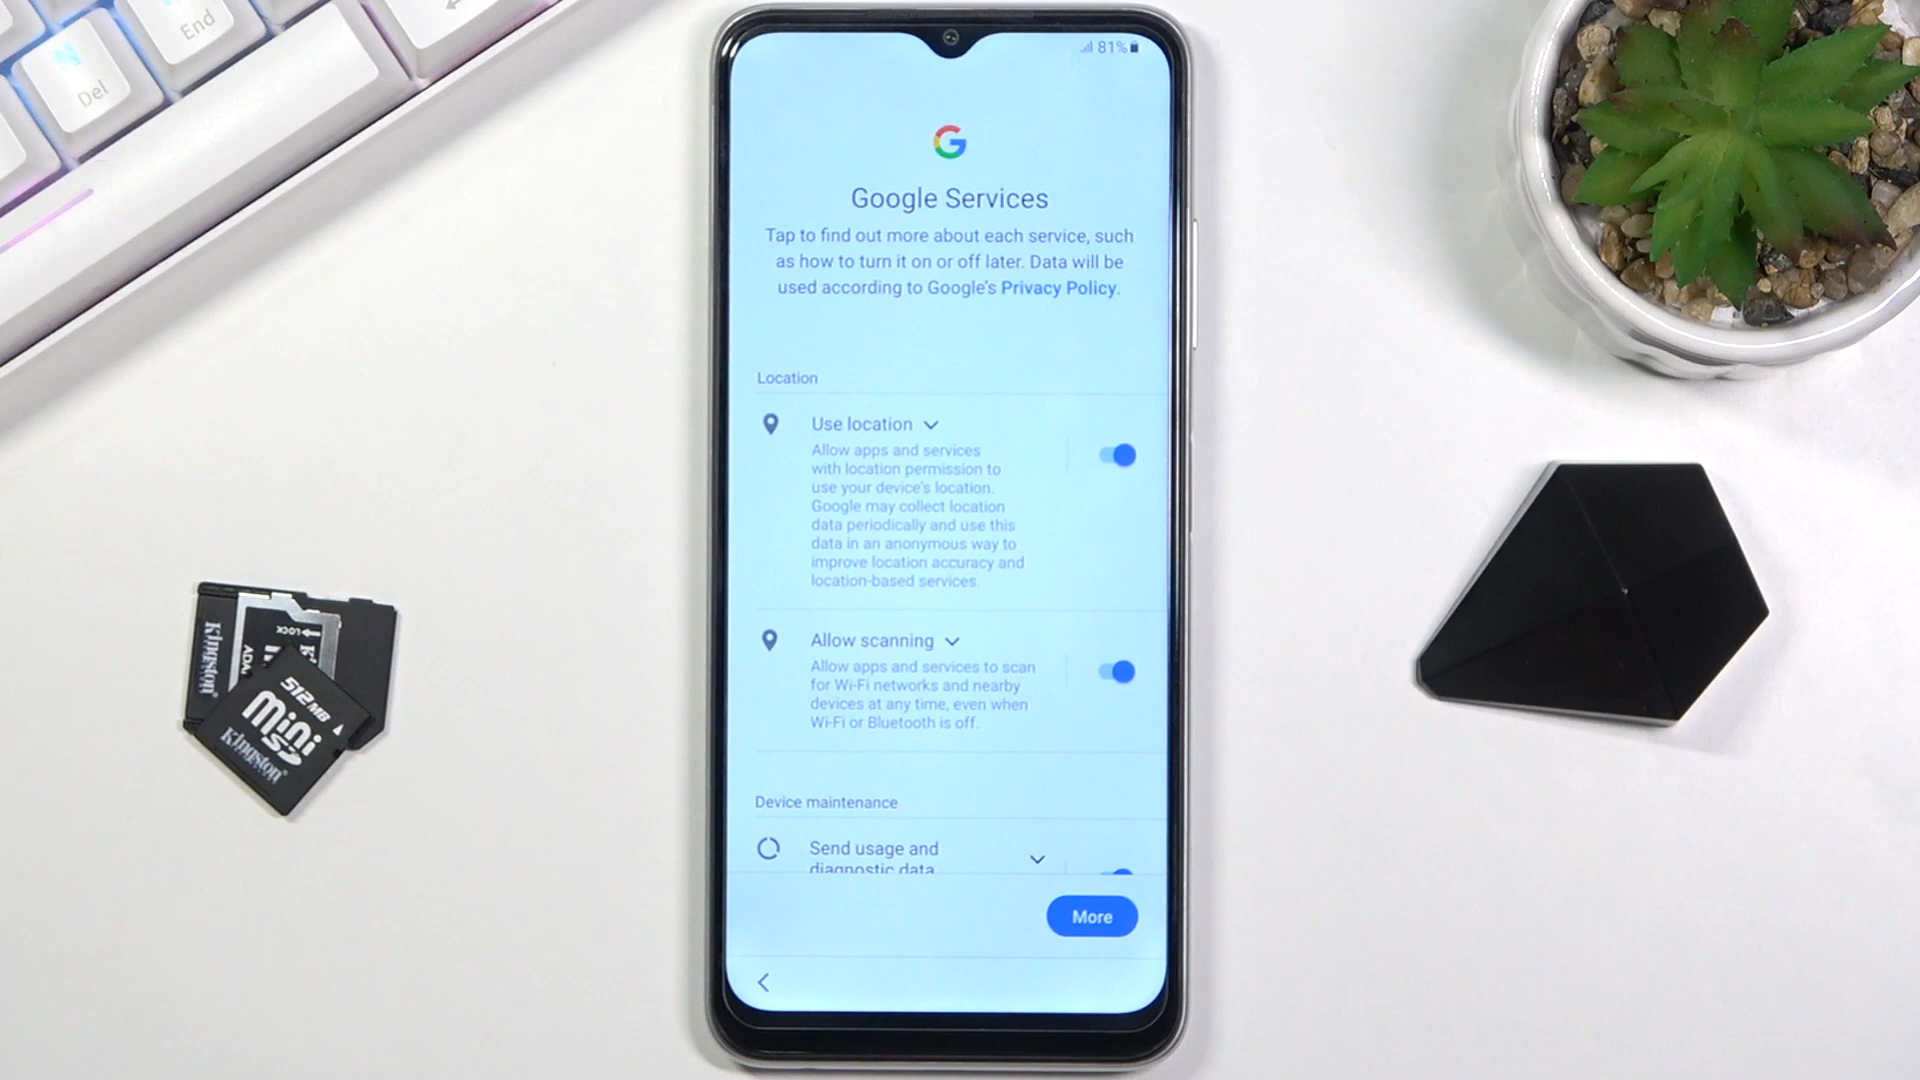 End
Del
81%
Google Services
Tap to find out more about each service, such
as how to turn it on or off later. Data will be
used according to Google's Privacy Policy.
Location
Use location
Allow apps and services
with location permission to
use your device's location.
Google may collect location
data periodically and use this
data in an anonymous way to
improve location accuracy and
location-based services.
Allow scanning
Allow apps and services to scan
for Wi-Fi networks and nearby
devices at any time, even when
Wi-Fi or Bluetooth is off.
Device maintenance
Send usage and
diagnostic data
More
Kingston
LOCK
512MB
mini
SD
Kingston